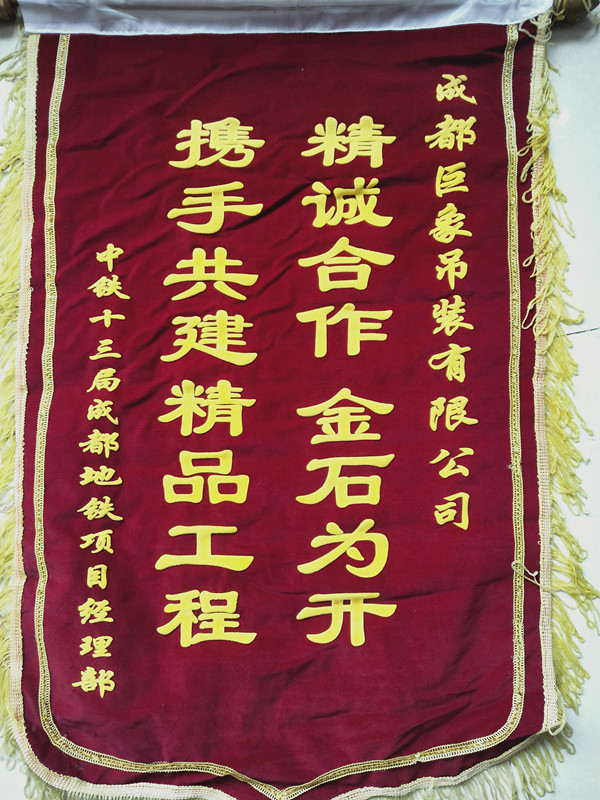 成都巨象吊装有限公司
精诚合作 金石为开
携手共建精品工程
中铁十三局成都地铁项目经理部